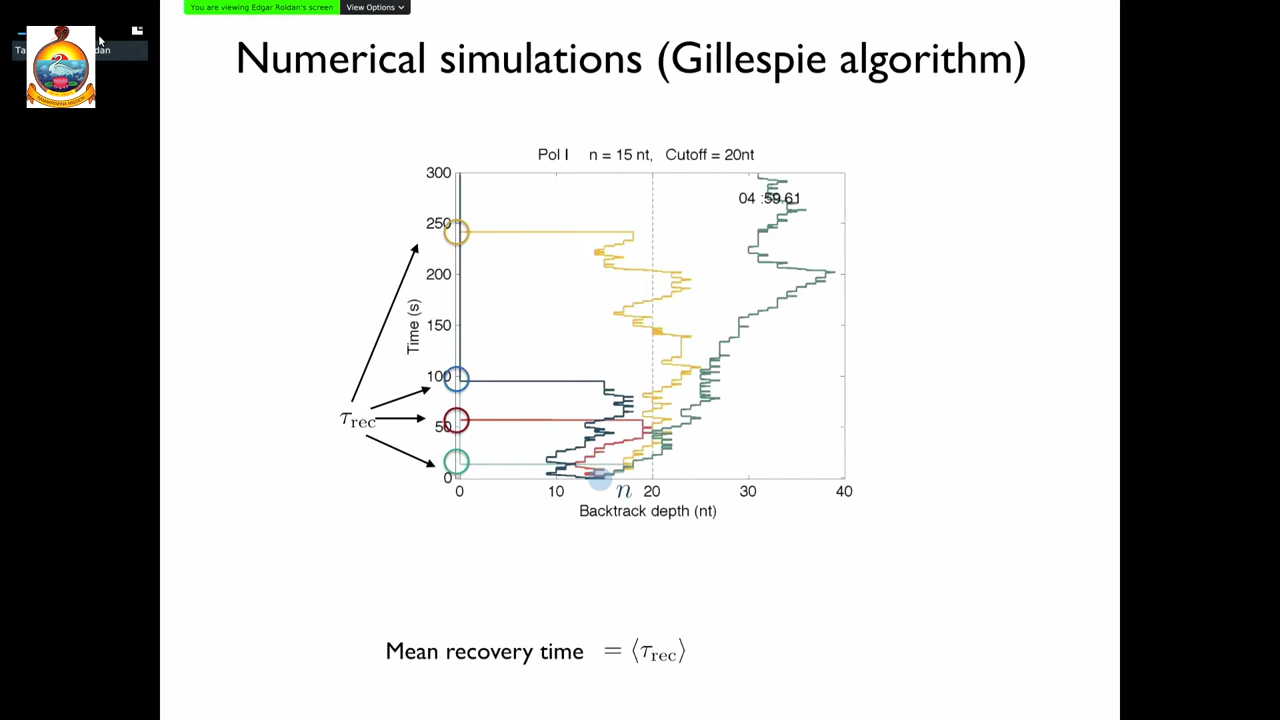 You are viewing Edgar Roldan's screen View Options
Numerical simulations (Gillespie algorithm)
Pol I n = 15 nt, Cutoff = 20nt
300
04 :59.61
250
200
150
Time (s)
100
50
τrec
0
0 10 n 20 30 40
Backtrack depth (nt)
Mean recovery time = ⟨τrec⟩